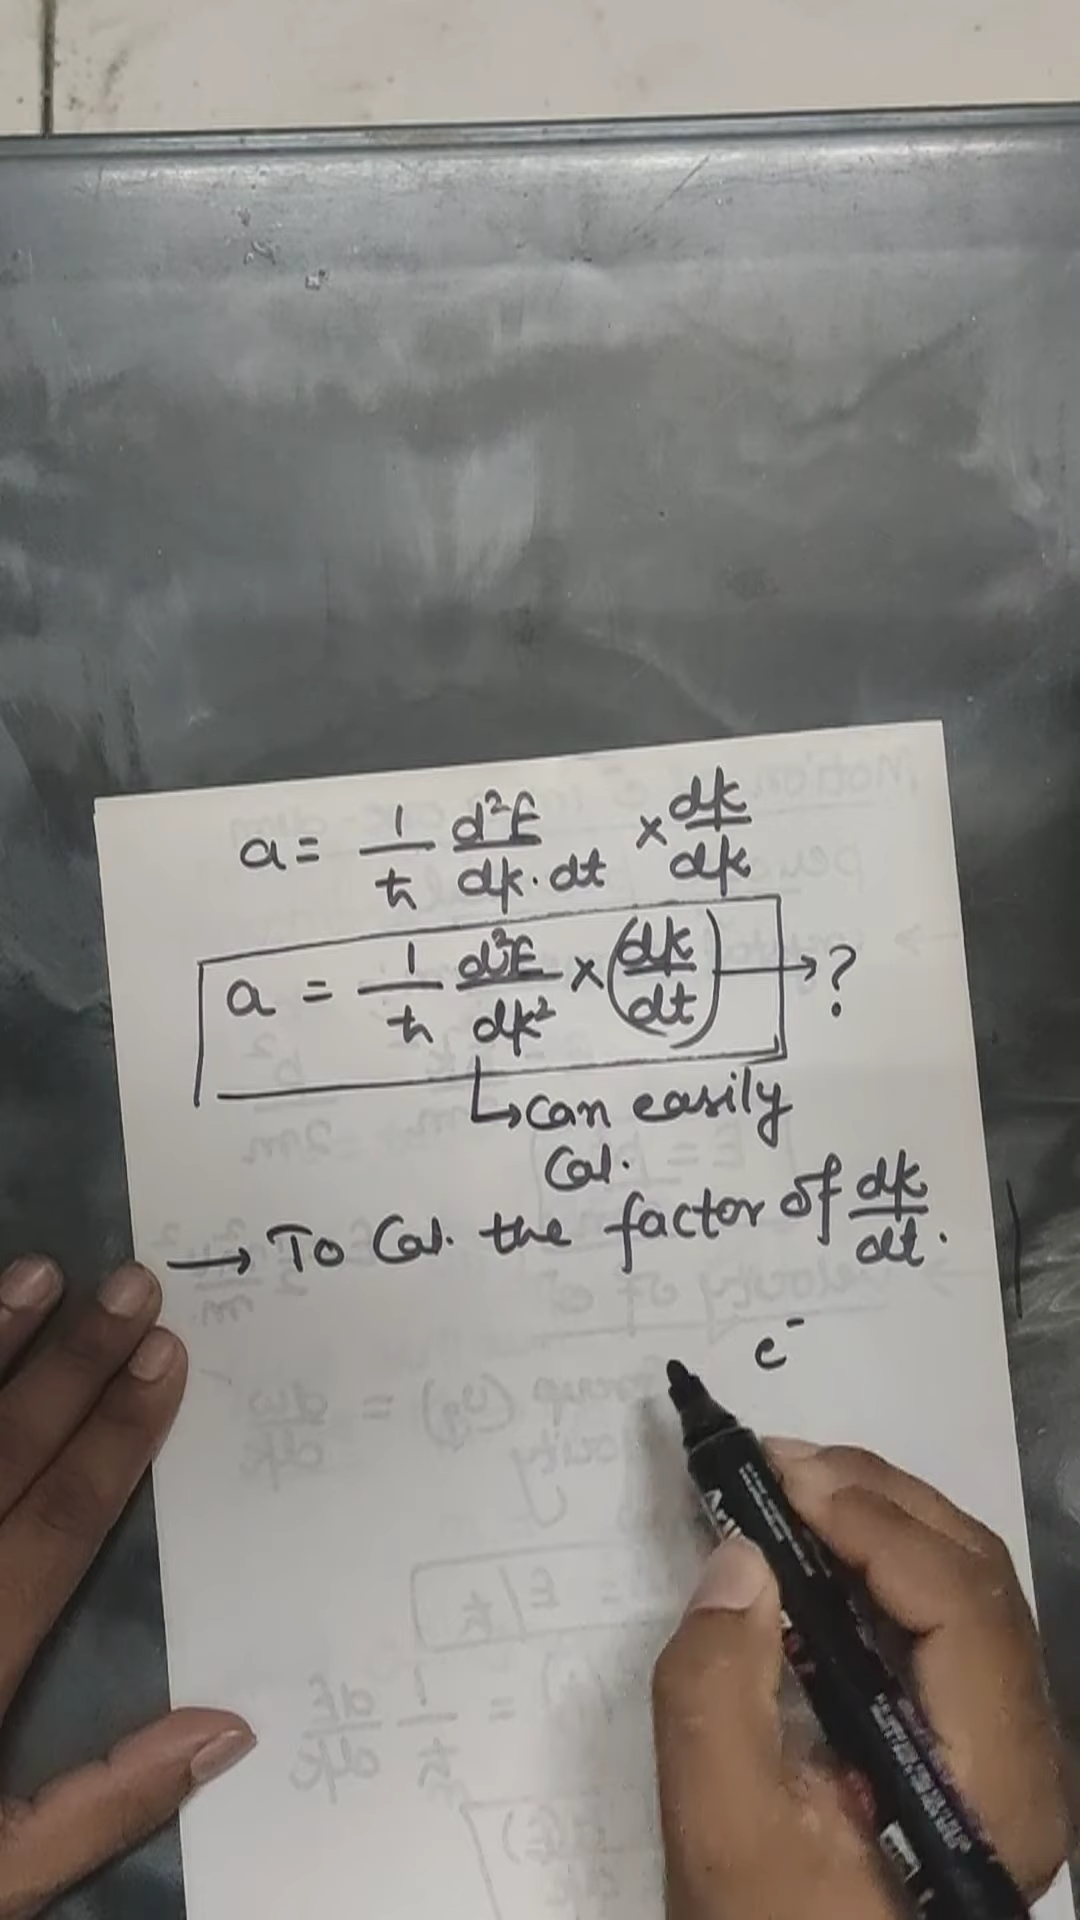 a = 1/ħ d²E/dk.dt × dk/dk
a = 1/ħ d²E/dk² × (dk/dt) → ?
↳ can easily
Cal.
→ To Cal. the factor of dk/dt.
e⁻